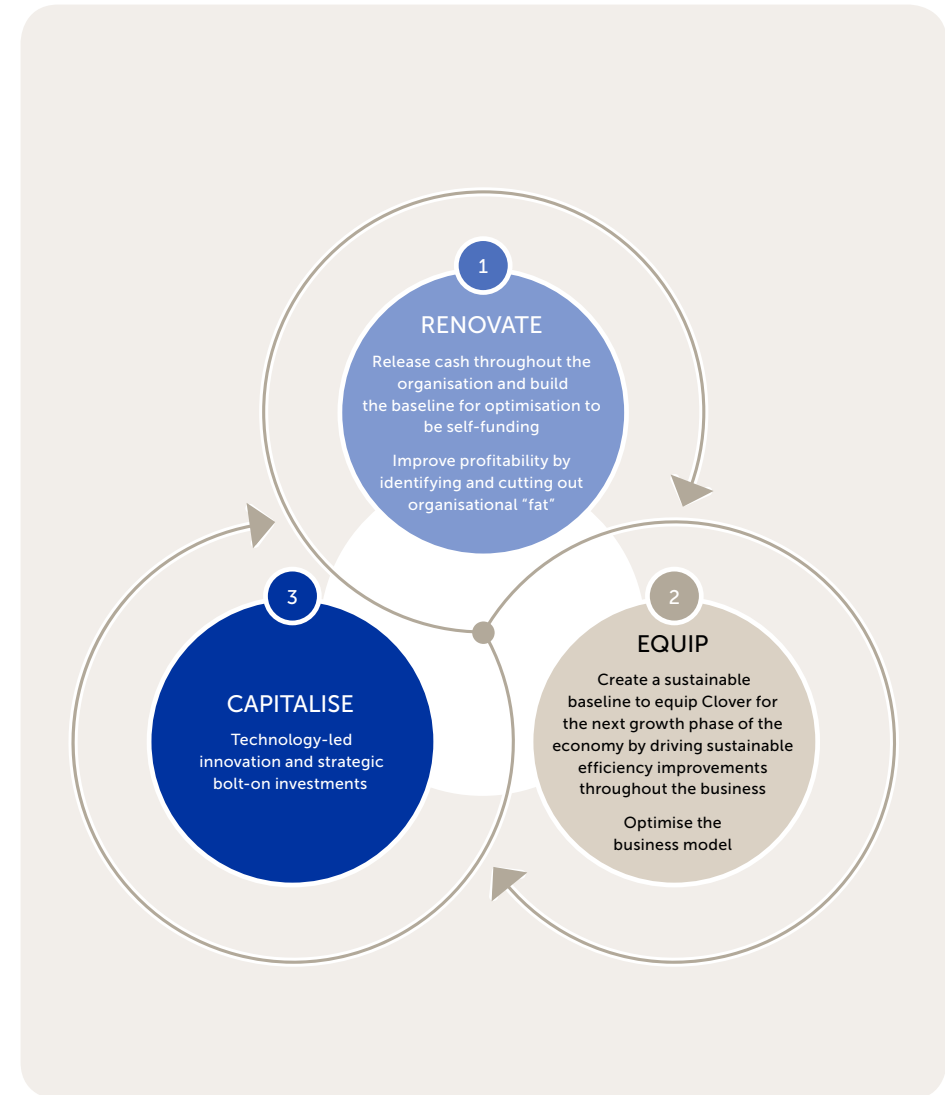 1
RENOVATE
Release cash throughout the
organisation and build
the baseline for optimisation to
be self-funding
Improve profitability by
identifying and cutting out
organisational “fat”
2
EQUIP
Create a sustainable
baseline to equip Clover for
the next growth phase of the
economy by driving sustainable
efficiency improvements
throughout the business
Optimise the
business model
3
CAPITALISE
Technology-led
innovation and strategic
bolt-on investments